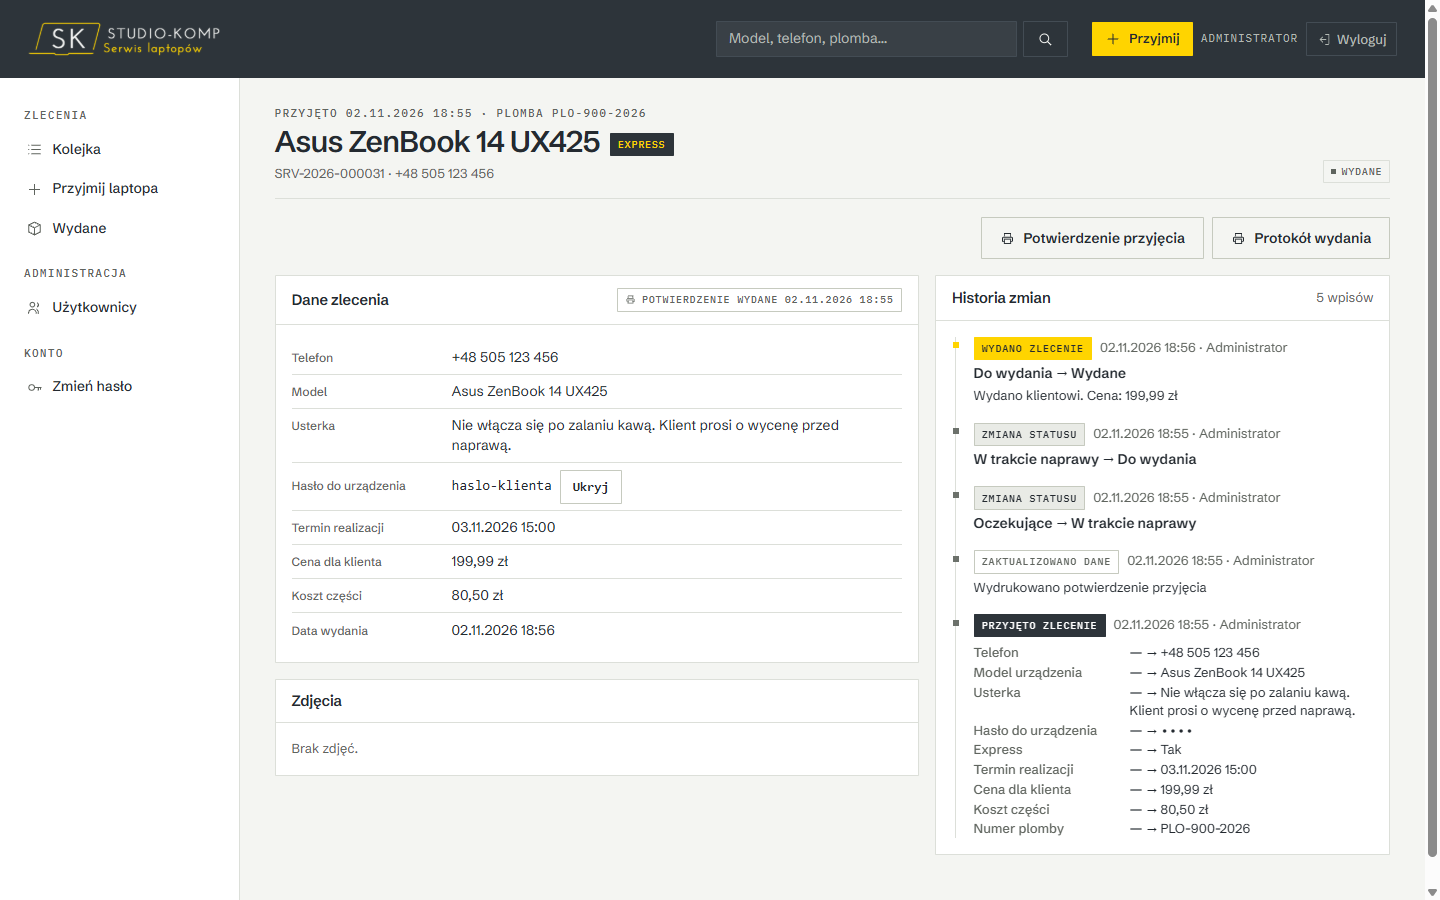 SK STUDIO-KOMP
Serwis laptopów
Model, telefon, plomba...
Przyjmij
ADMINISTRATOR
Wyloguj
ZLECENIA
Kolejka
Przyjmij laptopa
Wydane
ADMINISTRACJA
Użytkownicy
KONTO
Zmień hasło
PRZYJĘTO 02.11.2026 18:55 · PLOMBA PLO-900-2026
Asus ZenBook 14 UX425 EXPRESS
SRV-2026-000031 · +48 505 123 456
WYDANE
Potwierdzenie przyjęcia
Protokół wydania
Dane zlecenia
POTWIERDZENIE WYDANE 02.11.2026 18:55
Telefon +48 505 123 456
Model Asus ZenBook 14 UX425
Usterka Nie włącza się po zalaniu kawą. Klient prosi o wycenę przed
naprawą.
Hasło do urządzenia haslo-klienta Ukryj
Termin realizacji 03.11.2026 15:00
Cena dla klienta 199,99 zł
Koszt części 80,50 zł
Data wydania 02.11.2026 18:56
Zdjęcia
Brak zdjęć.
Historia zmian 5 wpisów
WYDANO ZLECENIE 02.11.2026 18:56 · Administrator
Do wydania → Wydane
Wydano klientowi. Cena: 199,99 zł
ZMIANA STATUSU 02.11.2026 18:55 · Administrator
W trakcie naprawy → Do wydania
ZMIANA STATUSU 02.11.2026 18:55 · Administrator
Oczekujące → W trakcie naprawy
ZAKTUALIZOWANO DANE 02.11.2026 18:55 · Administrator
Wydrukowano potwierdzenie przyjęcia
PRZYJĘTO ZLECENIE 02.11.2026 18:55 · Administrator
Telefon — → +48 505 123 456
Model urządzenia — → Asus ZenBook 14 UX425
Usterka — → Nie włącza się po zalaniu kawą.
Klient prosi o wycenę przed naprawą.
Hasło do urządzenia — → ••••
Express — → Tak
Termin realizacji — → 03.11.2026 15:00
Cena dla klienta — → 199,99 zł
Koszt części — → 80,50 zł
Numer plomby — → PLO-900-2026